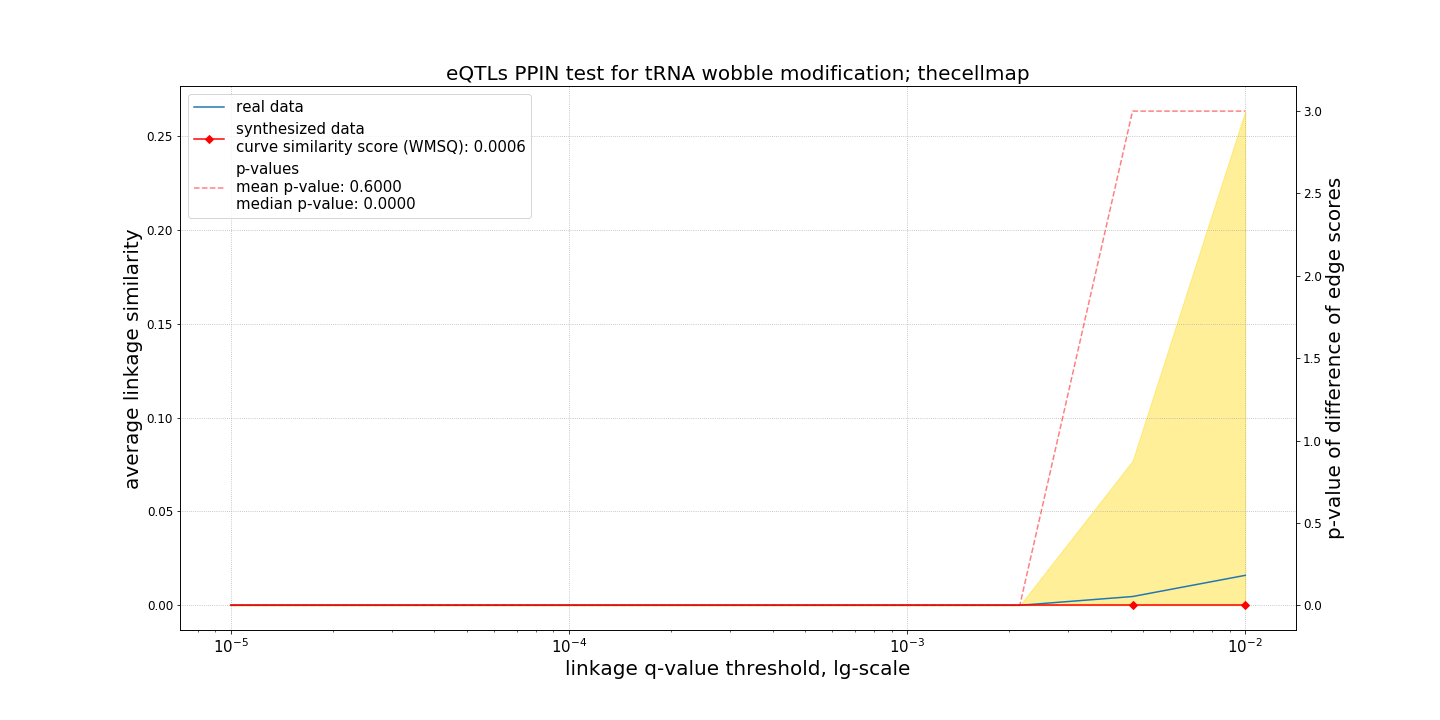 eQTLs PPIN test for tRNA wobble modification; thecellmap
real data
synthesized data
curve similarity score (WMSQ): 0.0006
p-values
mean p-value: 0.6000
median p-value: 0.0000
average linkage similarity
0.25
0.20
0.15
0.10
0.05
0.00
3.0
2.5
2.0
1.5
1.0
0.5
0.0
p-value of difference of edge scores
10⁻⁵ 10⁻⁴ 10⁻³ 10⁻²
linkage q-value threshold, lg-scale